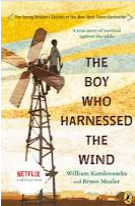 The Young Readers Edition of the New York Times Bestseller
A true story of survival
against the odds
THE
BOY
WHO
HARNESSED
THE
WIND
NETFLIX
William Kamkwamba
and Bryan Mealer